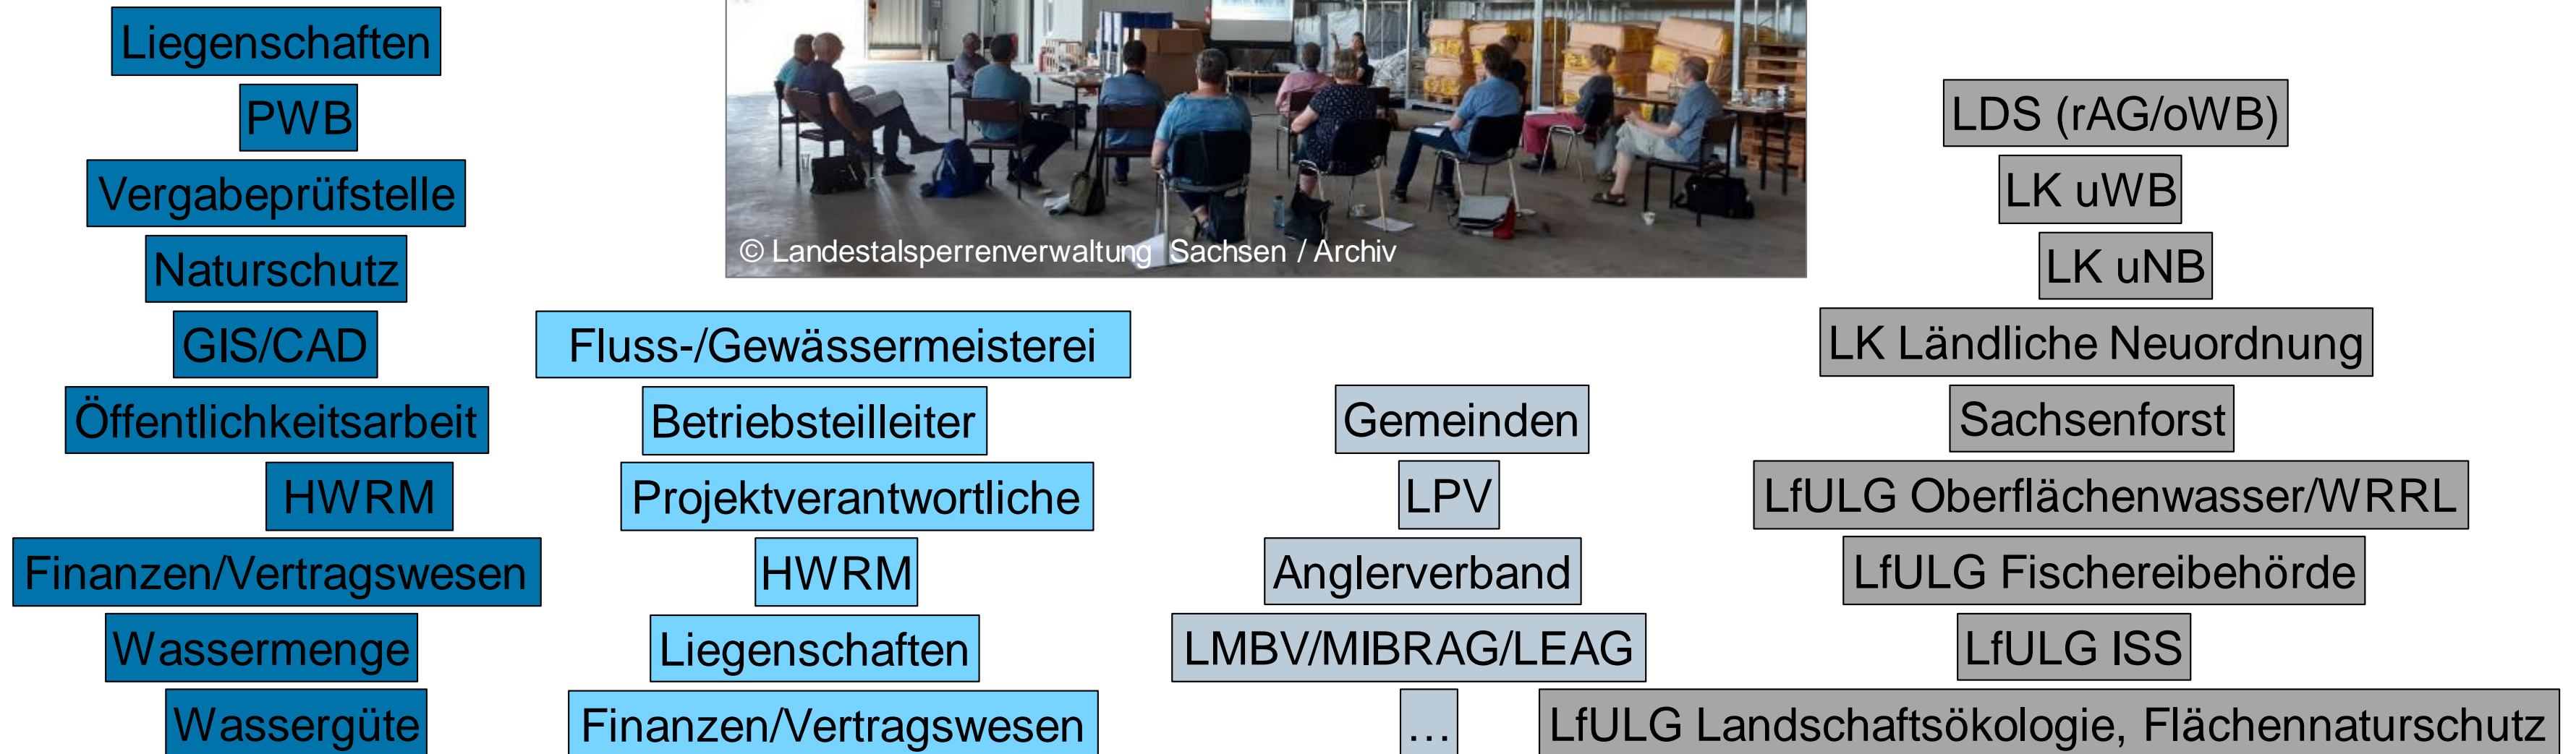 Liegenschaften
PWB
Vergabeprüfstelle
Naturschutz
GIS/CAD
Öffentlichkeitsarbeit
HWRM
Finanzen/Vertragswesen
Wassermenge
Wassergüte
© Landestalsperrenverwaltung Sachsen / Archiv
Fluss-/Gewässermeisterei
Betriebsteilleiter
Projektverantwortliche
HWRM
Liegenschaften
Finanzen/Vertragswesen
Gemeinden
LPV
Anglerverband
LMBV/MIBRAG/LEAG
…
LDS (rAG/oWB)
LK uWB
LK uNB
LK Ländliche Neuordnung
Sachsenforst
LfULG Oberflächenwasser/WRRL
LfULG Fischereibehörde
LfULG ISS
LfULG Landschaftsökologie, Flächennaturschutz